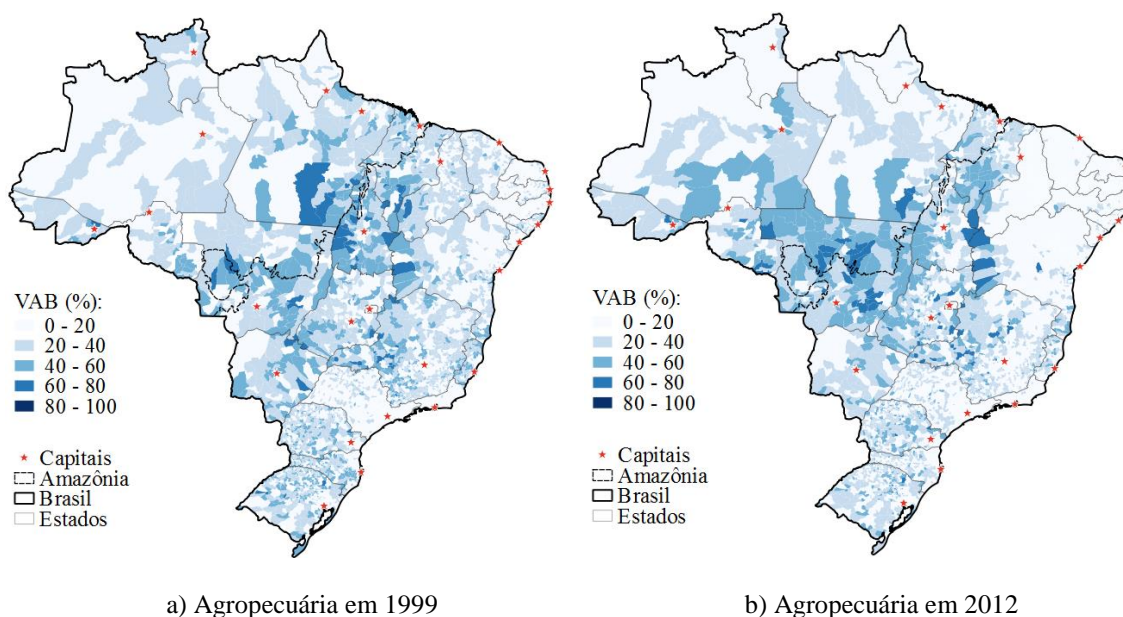 VAB (%):
0 - 20
20 - 40
40 - 60
60 - 80
80 - 100
Capitais
Amazônia
Brasil
Estados
a) Agropecuária em 1999
VAB (%):
0 - 20
20 - 40
40 - 60
60 - 80
80 - 100
Capitais
Amazônia
Brasil
Estados
b) Agropecuária em 2012